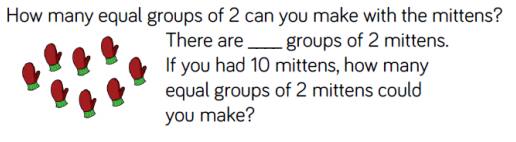 How many equal groups of 2 can you make with the mittens?
There are ____ groups of 2 mittens.
If you had 10 mittens, how many
equal groups of 2 mittens could
you make?